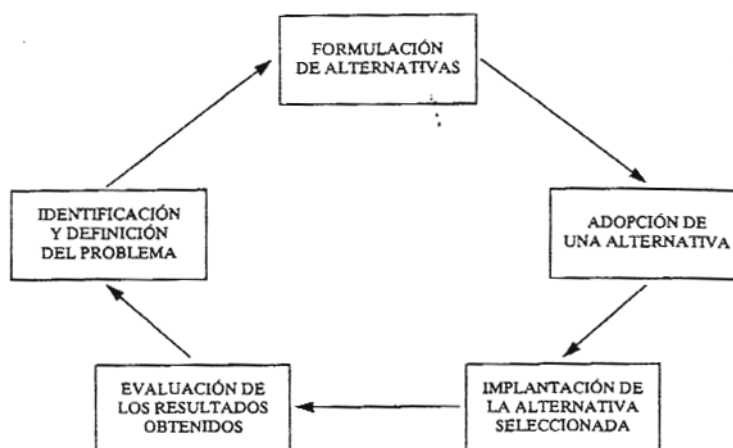 FORMULACIÓN
DE ALTERNATIVAS
IDENTIFICACIÓN
Y DEFINICIÓN
DEL PROBLEMA
ADOPCIÓN DE
UNA ALTERNATIVA
EVALUACIÓN DE
LOS RESULTADOS
OBTENIDOS
IMPLANTACIÓN DE
LA ALTERNATIVA
SELECCIONADA